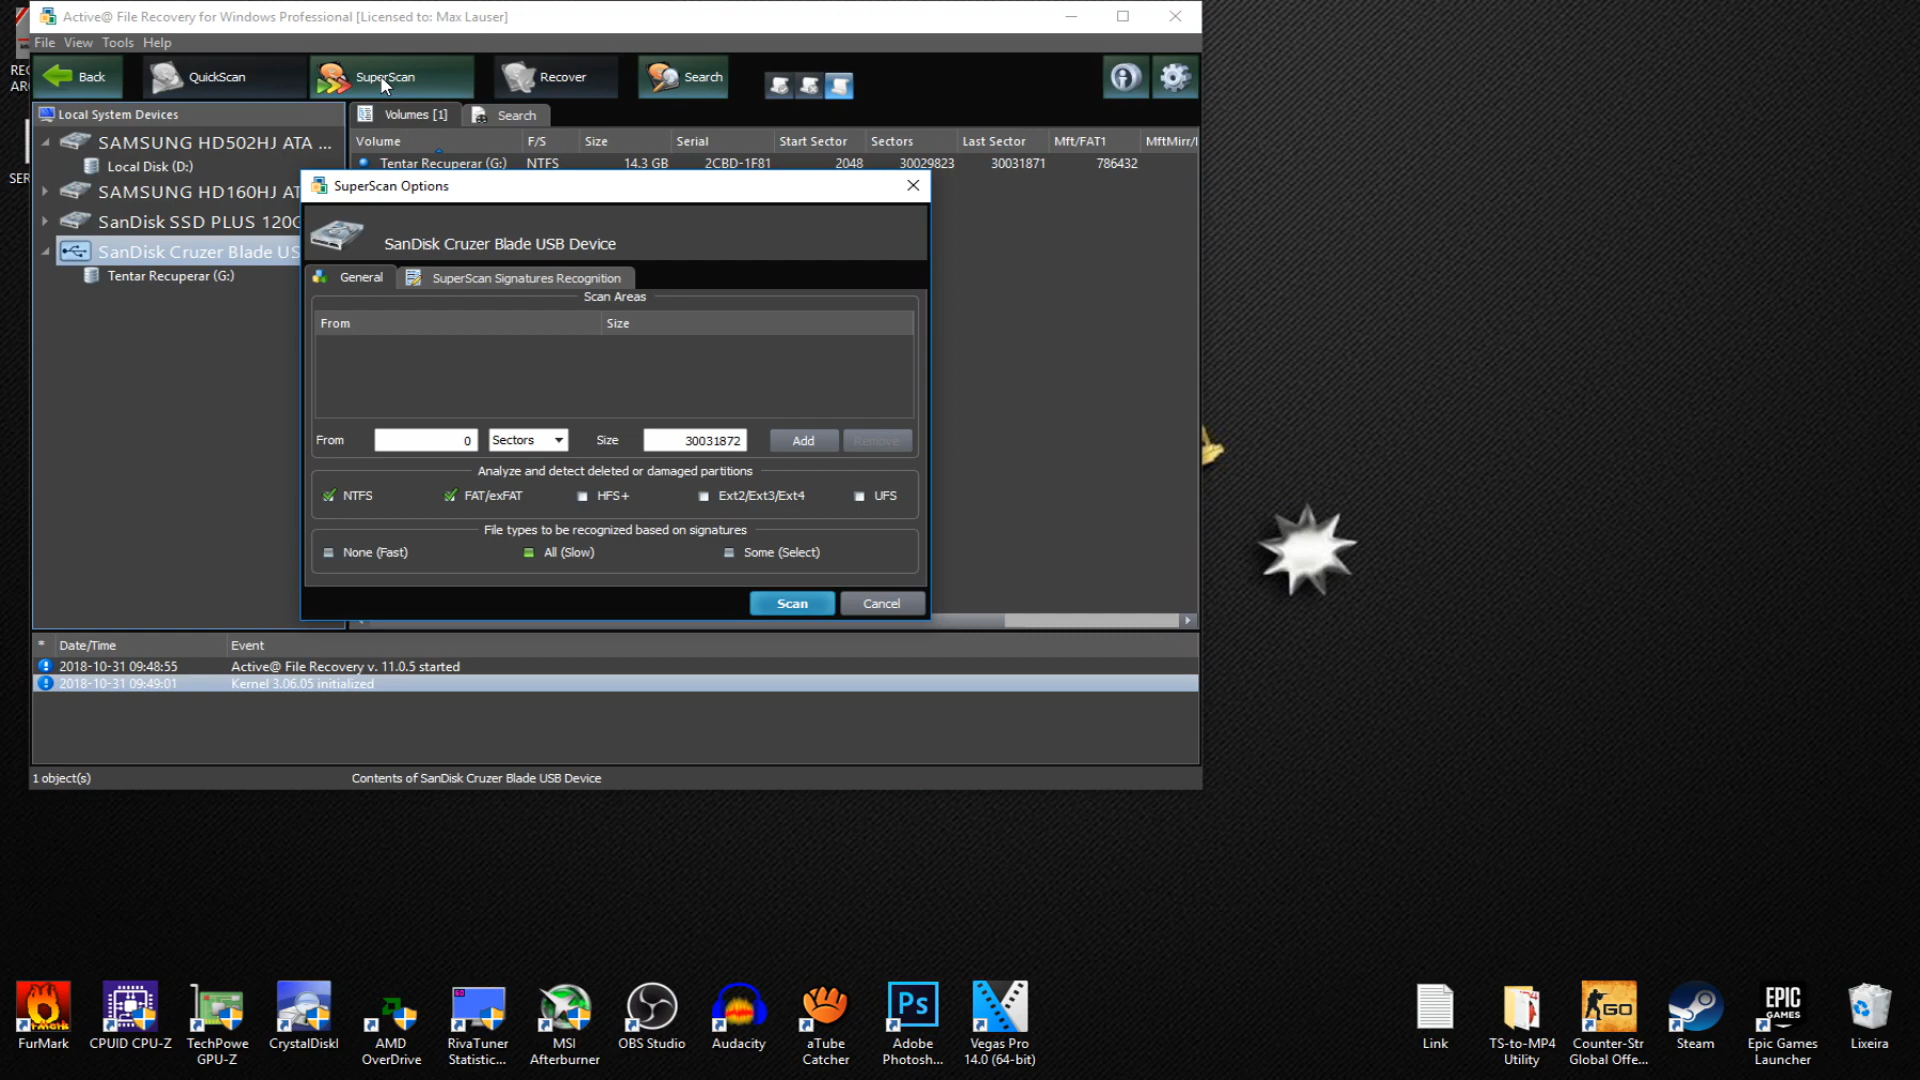 Active@ File Recovery for Windows Professional [Licensed to: Max Lauser]
File View Tools Help
Back QuickScan SuperScan Recover Search
Local System Devices
SAMSUNG HD502HJ ATA ...
Local Disk (D:)
SAMSUNG HD160HJ AT
SanDisk SSD PLUS 120G
SanDisk Cruzer Blade US
Tentar Recuperar (G:)
Volumes [1] Search
Volume F/S Size Serial Start Sector Sectors Last Sector Mft/FAT1 MftMirr/
Tentar Recuperar (G:) NTFS 14.3 GB 2CBD-1F81 2048 30029823 30031871 786432
SuperScan Options
SanDisk Cruzer Blade USB Device
General SuperScan Signatures Recognition
Scan Areas
From Size
From 0 Sectors Size 30031872 Add Remove
Analyze and detect deleted or damaged partitions
NTFS FAT/exFAT HFS+ Ext2/Ext3/Ext4 UFS
File types to be recognized based on signatures
None (Fast) All (Slow) Some (Select)
Scan Cancel
* Date/Time Event
2018-10-31 09:48:55 Active@ File Recovery v. 11.0.5 started
2018-10-31 09:49:01 Kernel 3.06.05 initialized
1 object(s) Contents of SanDisk Cruzer Blade USB Device
FurMark
CPUID CPU-Z
TechPowe
GPU-Z
CrystalDiskI
AMD
OverDrive
RivaTuner
Statistic...
MSI
Afterburner
OBS Studio
Audacity
aTube
Catcher
Ps
Adobe
Photosh...
Vegas Pro
14.0 (64-bit)
Link
TS-to-MP4
Utility
GO
Counter-Str
Global Offe...
Steam
EPIC
GAMES
Epic Games
Launcher
Lixeira